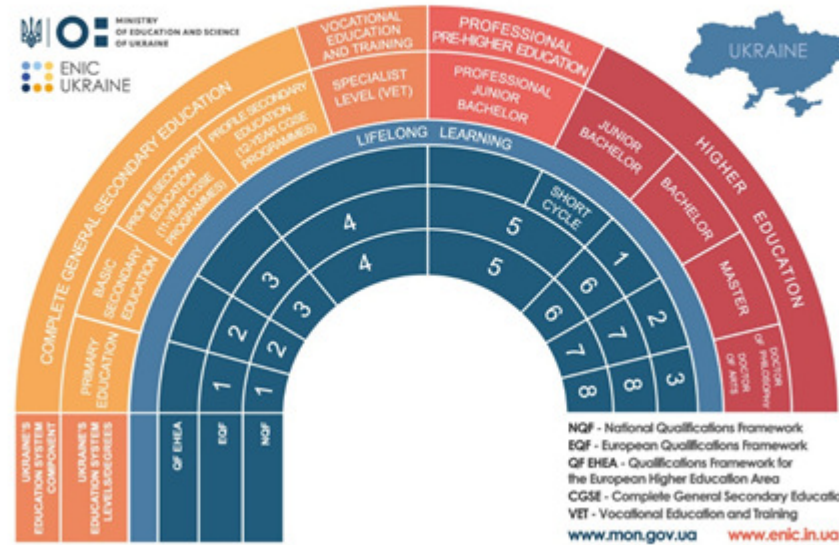 MINISTRY
OF EDUCATION AND SCIENCE
OF UKRAINE
ENIC
UKRAINE
UKRAINE
COMPLETE GENERAL SECONDARY EDUCATION
VOCATIONAL
EDUCATION
AND TRAINING
PROFESSIONAL
PRE-HIGHER EDUCATION
HIGHER EDUCATION
PRIMARY
EDUCATION
BASIC
SECONDARY
EDUCATION
PROFILE SECONDARY
EDUCATION
(11-YEAR CGSE
PROGRAMMES)
PROFILE SECONDARY
EDUCATION
(12-YEAR CGSE
PROGRAMMES)
SPECIALIST
LEVEL (VET)
PROFESSIONAL
JUNIOR
BACHELOR
JUNIOR
BACHELOR
BACHELOR
MASTER
DOCTOR
OF PHILOSOPHY
DOCTOR
OF ARTS
LIFELONG LEARNING
SHORT
CYCLE
1
2
3
1
2
3
4
5
6
7
8
1
2
3
4
5
6
7
8
UKRAINE'S
EDUCATION SYSTEM
COMPONENT
UKRAINE'S
EDUCATION SYSTEM
LEVELS/DEGREES
QF EHEA
EQF
NQF
NQF - National Qualifications Framework
EQF - European Qualifications Framework
QF EHEA - Qualifications Framework for
the European Higher Education Area
CGSE - Complete General Secondary Educatio
VET - Vocational Education and Training
www.mon.gov.ua www.enic.in.ua